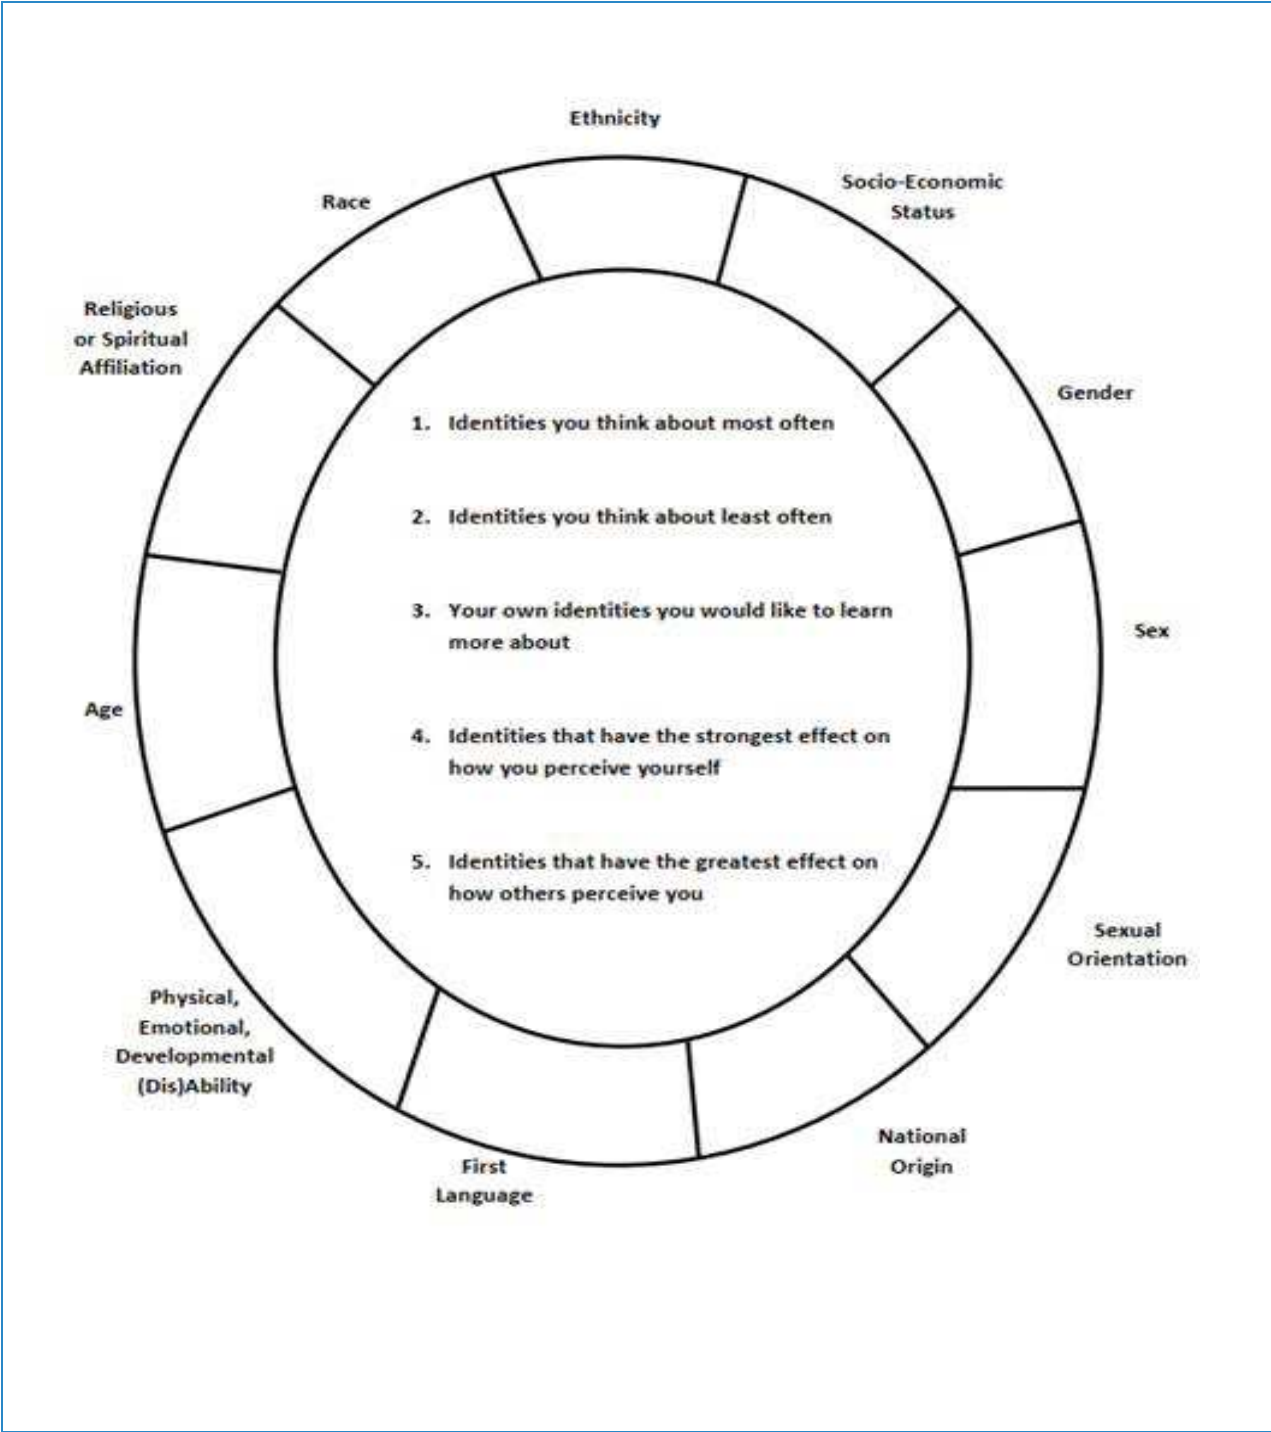 Ethnicity
Socio-Economic
Status
Race
Religious
or Spiritual
Affiliation
Gender
1. Identities you think about most often
2. Identities you think about least often
3. Your own identities you would like to learn
more about
Sex
Age
4. Identities that have the strongest effect on
how you perceive yourself
5. Identities that have the greatest effect on
how others perceive you
Sexual
Orientation
Physical,
Emotional,
Developmental
(Dis)Ability
National
Origin
First
Language